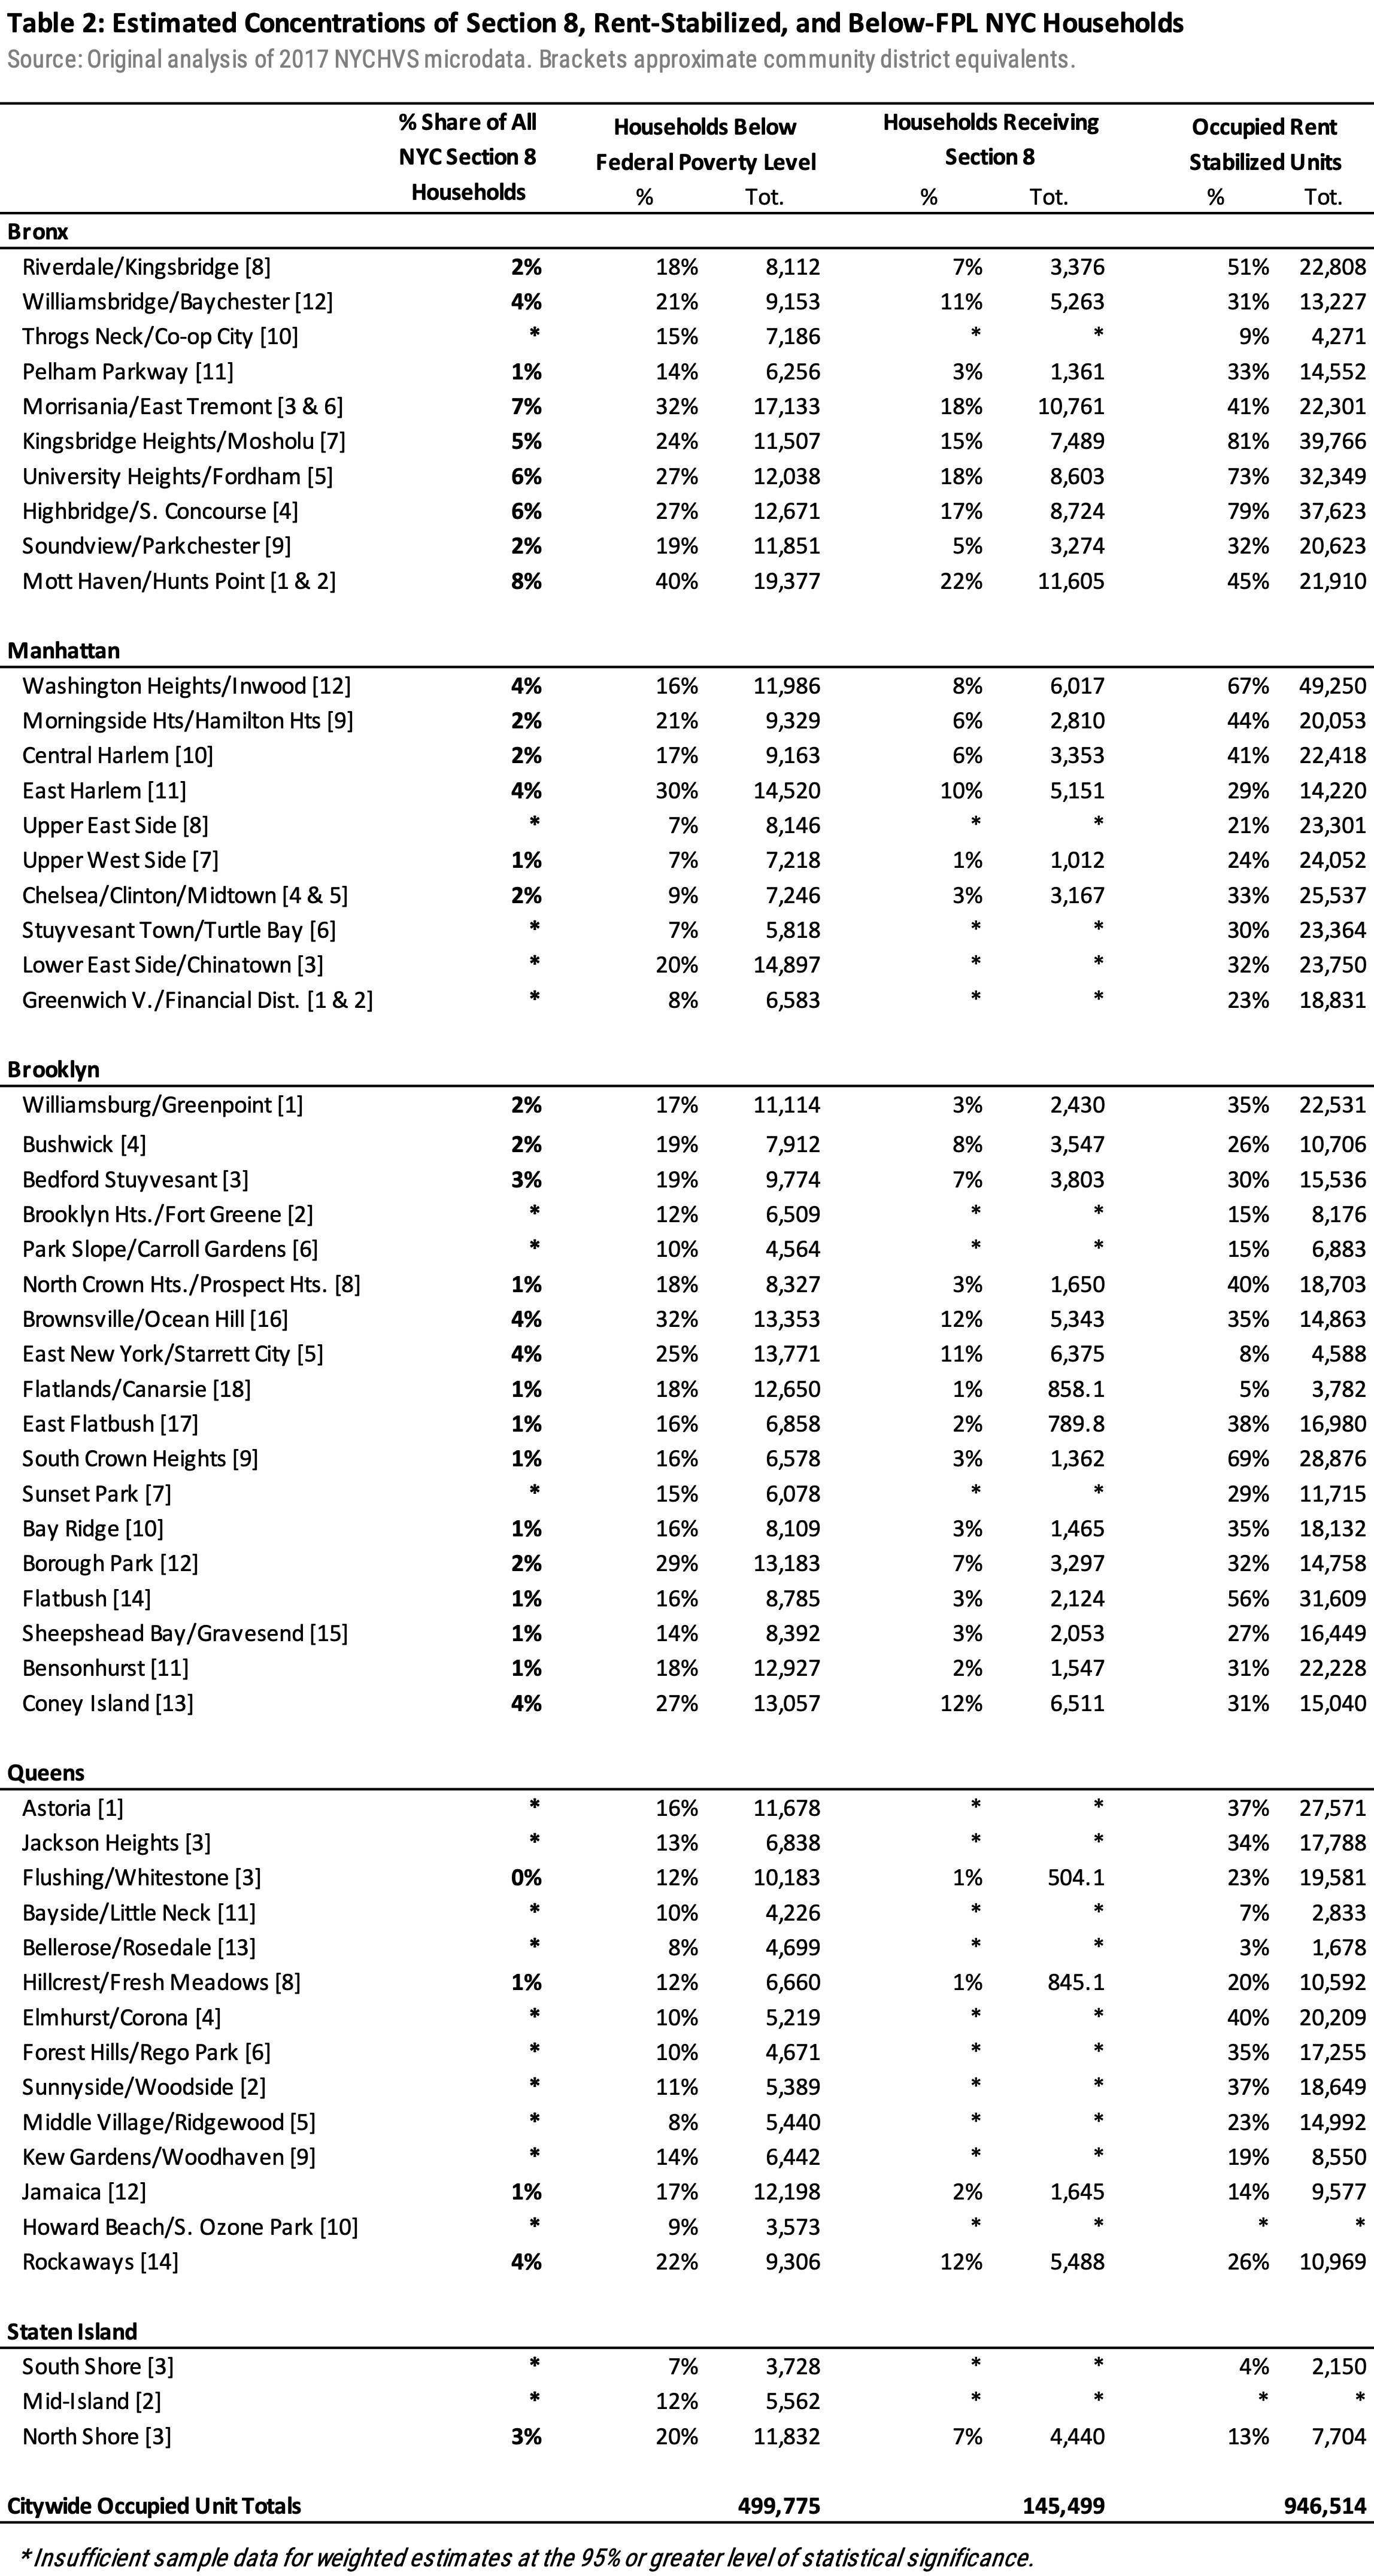 Table 2: Estimated Concentrations of Section 8, Rent-Stabilized, and Below-FPL NYC Households
Source: Original analysis of 2017 NYCHVS microdata. Brackets approximate community district equivalents.
% Share of All NYC Section 8 Households | Households Below Federal Poverty Level | Households Receiving Section 8 | Occupied Rent Stabilized Units
% Tot. % Tot. % Tot.
Bronx
Riverdale/Kingsbridge [8] 2% 18% 8,112 7% 3,376 51% 22,808
Williamsbridge/Baychester [12] 4% 21% 9,153 11% 5,263 31% 13,227
Throgs Neck/Co-op City [10] * 15% 7,186 * * 9% 4,271
Pelham Parkway [11] 1% 14% 6,256 3% 1,361 33% 14,552
Morrisania/East Tremont [3 & 6] 7% 32% 17,133 18% 10,761 41% 22,301
Kingsbridge Heights/Mosholu [7] 5% 24% 11,507 15% 7,489 81% 39,766
University Heights/Fordham [5] 6% 27% 12,038 18% 8,603 73% 32,349
Highbridge/S. Concourse [4] 6% 27% 12,671 17% 8,724 79% 37,623
Soundview/Parkchester [9] 2% 19% 11,851 5% 3,274 32% 20,623
Mott Haven/Hunts Point [1 & 2] 8% 40% 19,377 22% 11,605 45% 21,910
Manhattan
Washington Heights/Inwood [12] 4% 16% 11,986 8% 6,017 67% 49,250
Morningside Hts/Hamilton Hts [9] 2% 21% 9,329 6% 2,810 44% 20,053
Central Harlem [10] 2% 17% 9,163 6% 3,353 41% 22,418
East Harlem [11] 4% 30% 14,520 10% 5,151 29% 14,220
Upper East Side [8] * 7% 8,146 * * 21% 23,301
Upper West Side [7] 1% 7% 7,218 1% 1,012 24% 24,052
Chelsea/Clinton/Midtown [4 & 5] 2% 9% 7,246 3% 3,167 33% 25,537
Stuyvesant Town/Turtle Bay [6] * 7% 5,818 * * 30% 23,364
Lower East Side/Chinatown [3] * 20% 14,897 * * 32% 23,750
Greenwich V./Financial Dist. [1 & 2] * 8% 6,583 * * 23% 18,831
Brooklyn
Williamsburg/Greenpoint [1] 2% 17% 11,114 3% 2,430 35% 22,531
Bushwick [4] 2% 19% 7,912 8% 3,547 26% 10,706
Bedford Stuyvesant [3] 3% 19% 9,774 7% 3,803 30% 15,536
Brooklyn Hts./Fort Greene [2] * 12% 6,509 * * 15% 8,176
Park Slope/Carroll Gardens [6] * 10% 4,564 * * 15% 6,883
North Crown Hts./Prospect Hts. [8] 1% 18% 8,327 3% 1,650 40% 18,703
Brownsville/Ocean Hill [16] 4% 32% 13,353 12% 5,343 35% 14,863
East New York/Starrett City [5] 4% 25% 13,771 11% 6,375 8% 4,588
Flatlands/Canarsie [18] 1% 18% 12,650 1% 858.1 5% 3,782
East Flatbush [17] 1% 16% 6,858 2% 789.8 38% 16,980
South Crown Heights [9] 1% 16% 6,578 3% 1,362 69% 28,876
Sunset Park [7] * 15% 6,078 * * 29% 11,715
Bay Ridge [10] 1% 16% 8,109 3% 1,465 35% 18,132
Borough Park [12] 2% 29% 13,183 7% 3,297 32% 14,758
Flatbush [14] 1% 16% 8,785 3% 2,124 56% 31,609
Sheepshead Bay/Gravesend [15] 1% 14% 8,392 3% 2,053 27% 16,449
Bensonhurst [11] 1% 18% 12,927 2% 1,547 31% 22,228
Coney Island [13] 4% 27% 13,057 12% 6,511 31% 15,040
Queens
Astoria [1] * 16% 11,678 * * 37% 27,571
Jackson Heights [3] * 13% 6,838 * * 34% 17,788
Flushing/Whitestone [3] 0% 12% 10,183 1% 504.1 23% 19,581
Bayside/Little Neck [11] * 10% 4,226 * * 7% 2,833
Bellerose/Rosedale [13] * 8% 4,699 * * 3% 1,678
Hillcrest/Fresh Meadows [8] 1% 12% 6,660 1% 845.1 20% 10,592
Elmhurst/Corona [4] * 10% 5,219 * * 40% 20,209
Forest Hills/Rego Park [6] * 10% 4,671 * * 35% 17,255
Sunnyside/Woodside [2] * 11% 5,389 * * 37% 18,649
Middle Village/Ridgewood [5] * 8% 5,440 * * 23% 14,992
Kew Gardens/Woodhaven [9] * 14% 6,442 * * 19% 8,550
Jamaica [12] 1% 17% 12,198 2% 1,645 14% 9,577
Howard Beach/S. Ozone Park [10] * 9% 3,573 * * * *
Rockaways [14] 4% 22% 9,306 12% 5,488 26% 10,969
Staten Island
South Shore [3] * 7% 3,728 * * 4% 2,150
Mid-Island [2] * 12% 5,562 * * * *
North Shore [3] 3% 20% 11,832 7% 4,440 13% 7,704
Citywide Occupied Unit Totals 499,775 145,499 946,514
* Insufficient sample data for weighted estimates at the 95% or greater level of statistical significance.